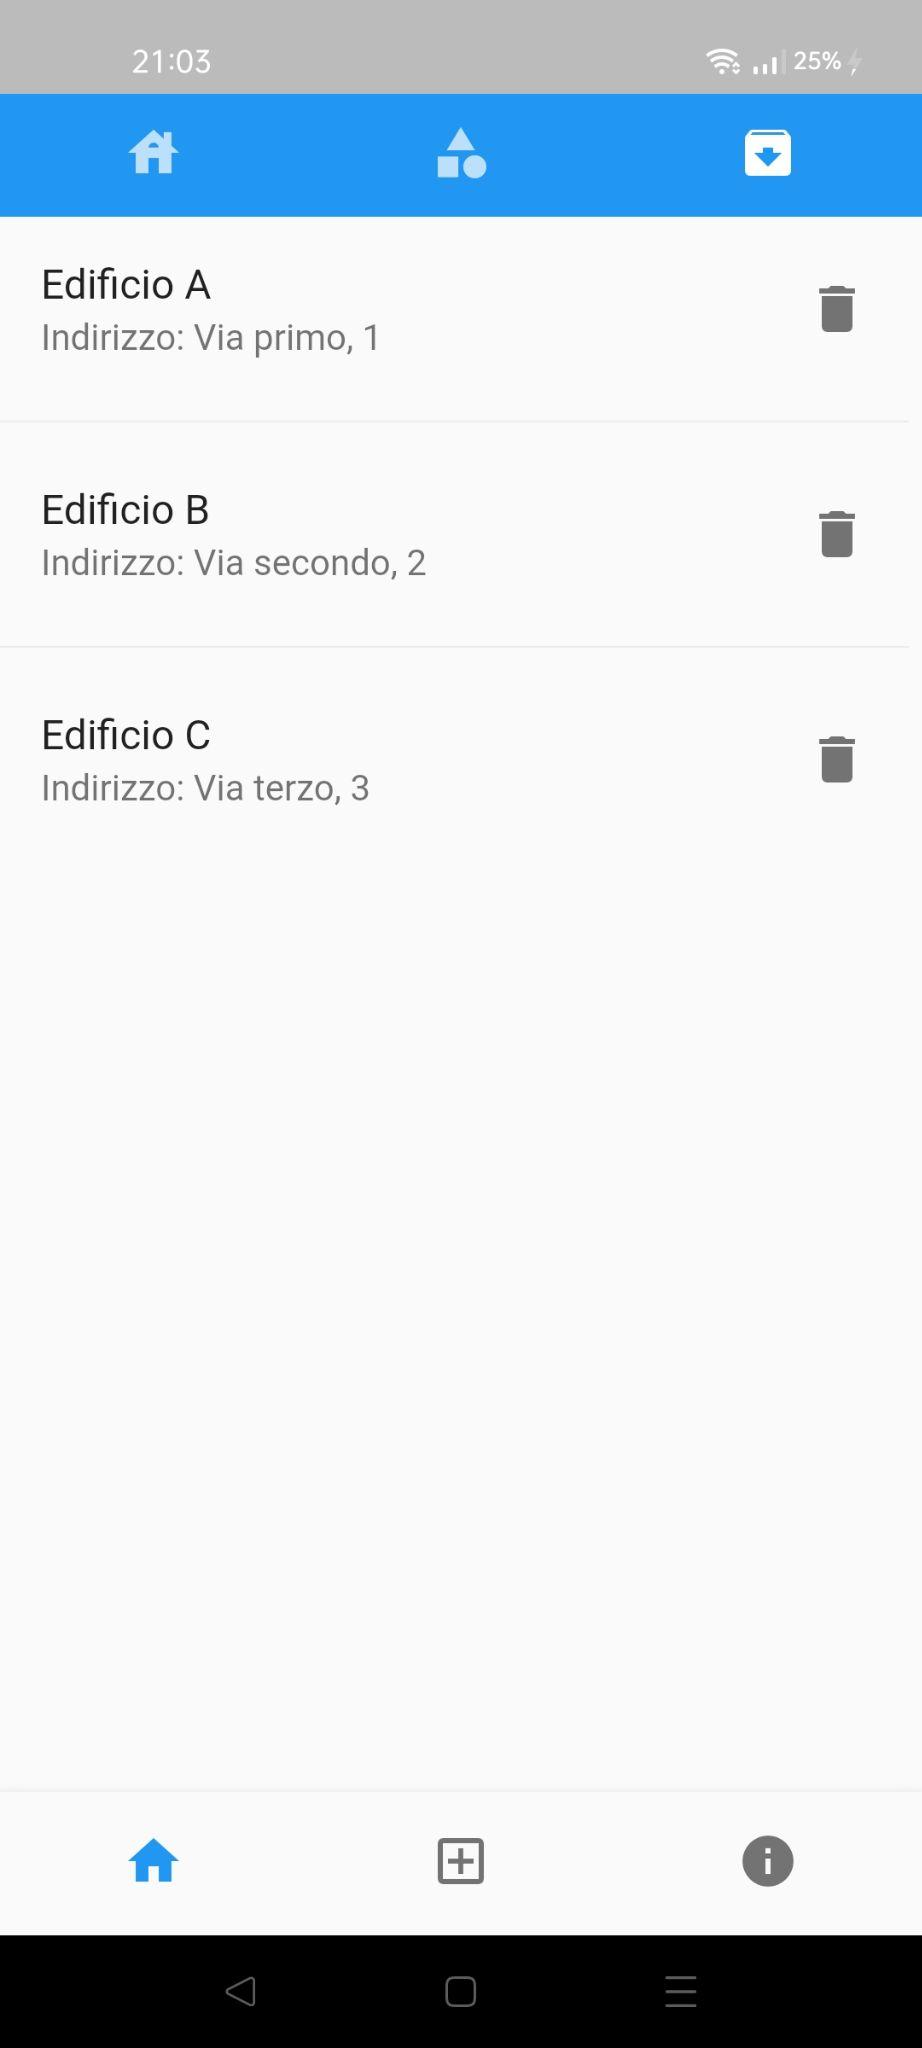 21:03
25%
Edificio A
Indirizzo: Via primo, 1
Edificio B
Indirizzo: Via secondo, 2
Edificio C
Indirizzo: Via terzo, 3